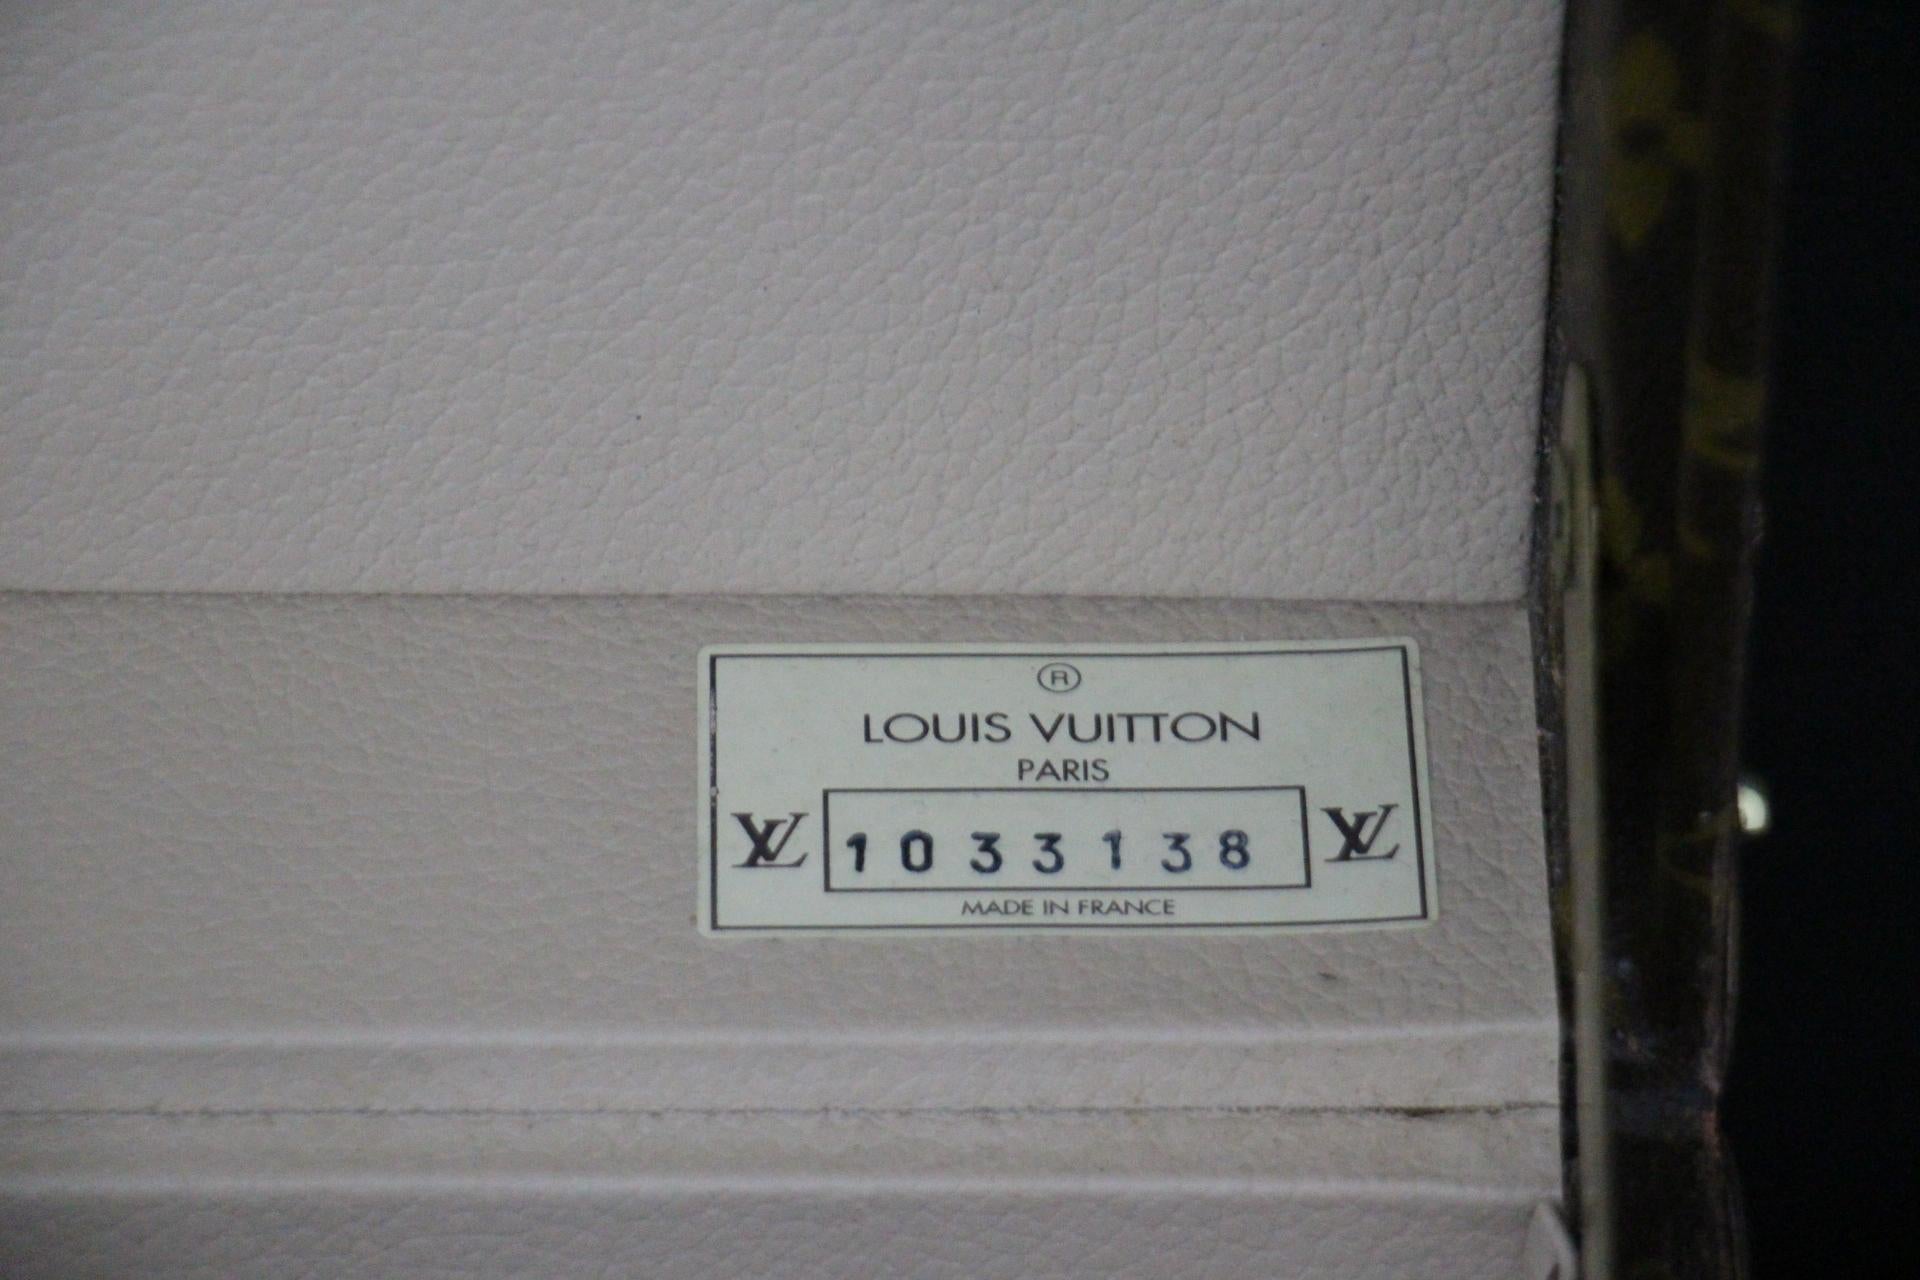 ®
LOUIS VUITTON
PARIS
LV 1033138 LV
MADE IN FRANCE